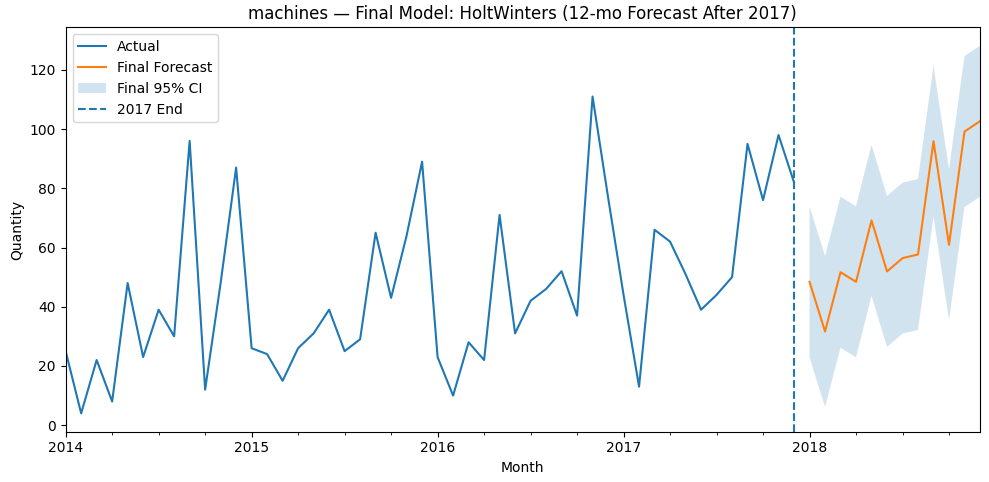 machines — Final Model: HoltWinters (12-mo Forecast After 2017)
Actual
Final Forecast
Final 95% CI
2017 End
120
100
80
60
40
20
0
Quantity
2014
2015
2016
2017
2018
Month